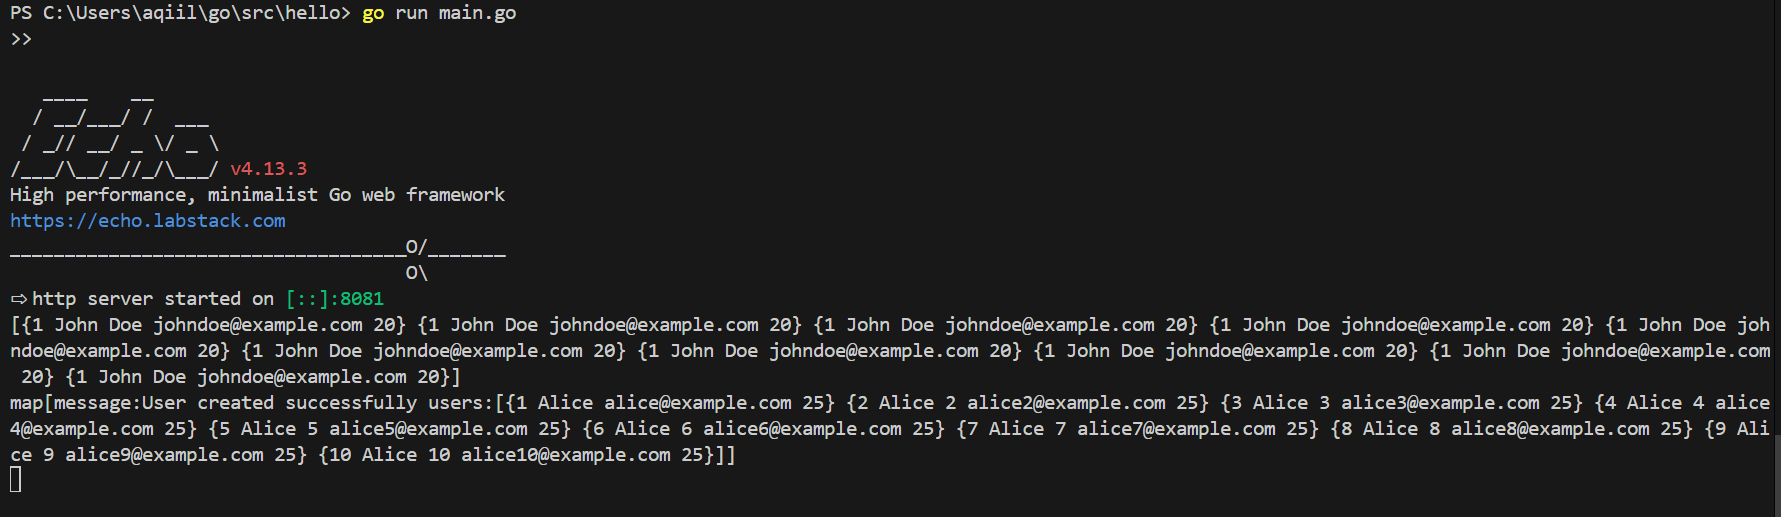 PS C:\Users\aqiil\go\src\hello> go run main.go
>>
   ____    __
  / __/___/ /  ___
 / _// __/ _ \/ _ \
/___/\__/_//_/\___/ v4.13.3
High performance, minimalist Go web framework
https://echo.labstack.com
____________________________________O/_______
                                    O\
⇨ http server started on [::]:8081
[{1 John Doe johndoe@example.com 20} {1 John Doe johndoe@example.com 20} {1 John Doe johndoe@example.com 20} {1 John Doe johndoe@example.com 20} {1 John Doe joh
ndoe@example.com 20} {1 John Doe johndoe@example.com 20} {1 John Doe johndoe@example.com 20} {1 John Doe johndoe@example.com 20} {1 John Doe johndoe@example.com
 20} {1 John Doe johndoe@example.com 20}]
map[message:User created successfully users:[{1 Alice alice@example.com 25} {2 Alice 2 alice2@example.com 25} {3 Alice 3 alice3@example.com 25} {4 Alice 4 alice
4@example.com 25} {5 Alice 5 alice5@example.com 25} {6 Alice 6 alice6@example.com 25} {7 Alice 7 alice7@example.com 25} {8 Alice 8 alice8@example.com 25} {9 Ali
ce 9 alice9@example.com 25} {10 Alice 10 alice10@example.com 25}]]